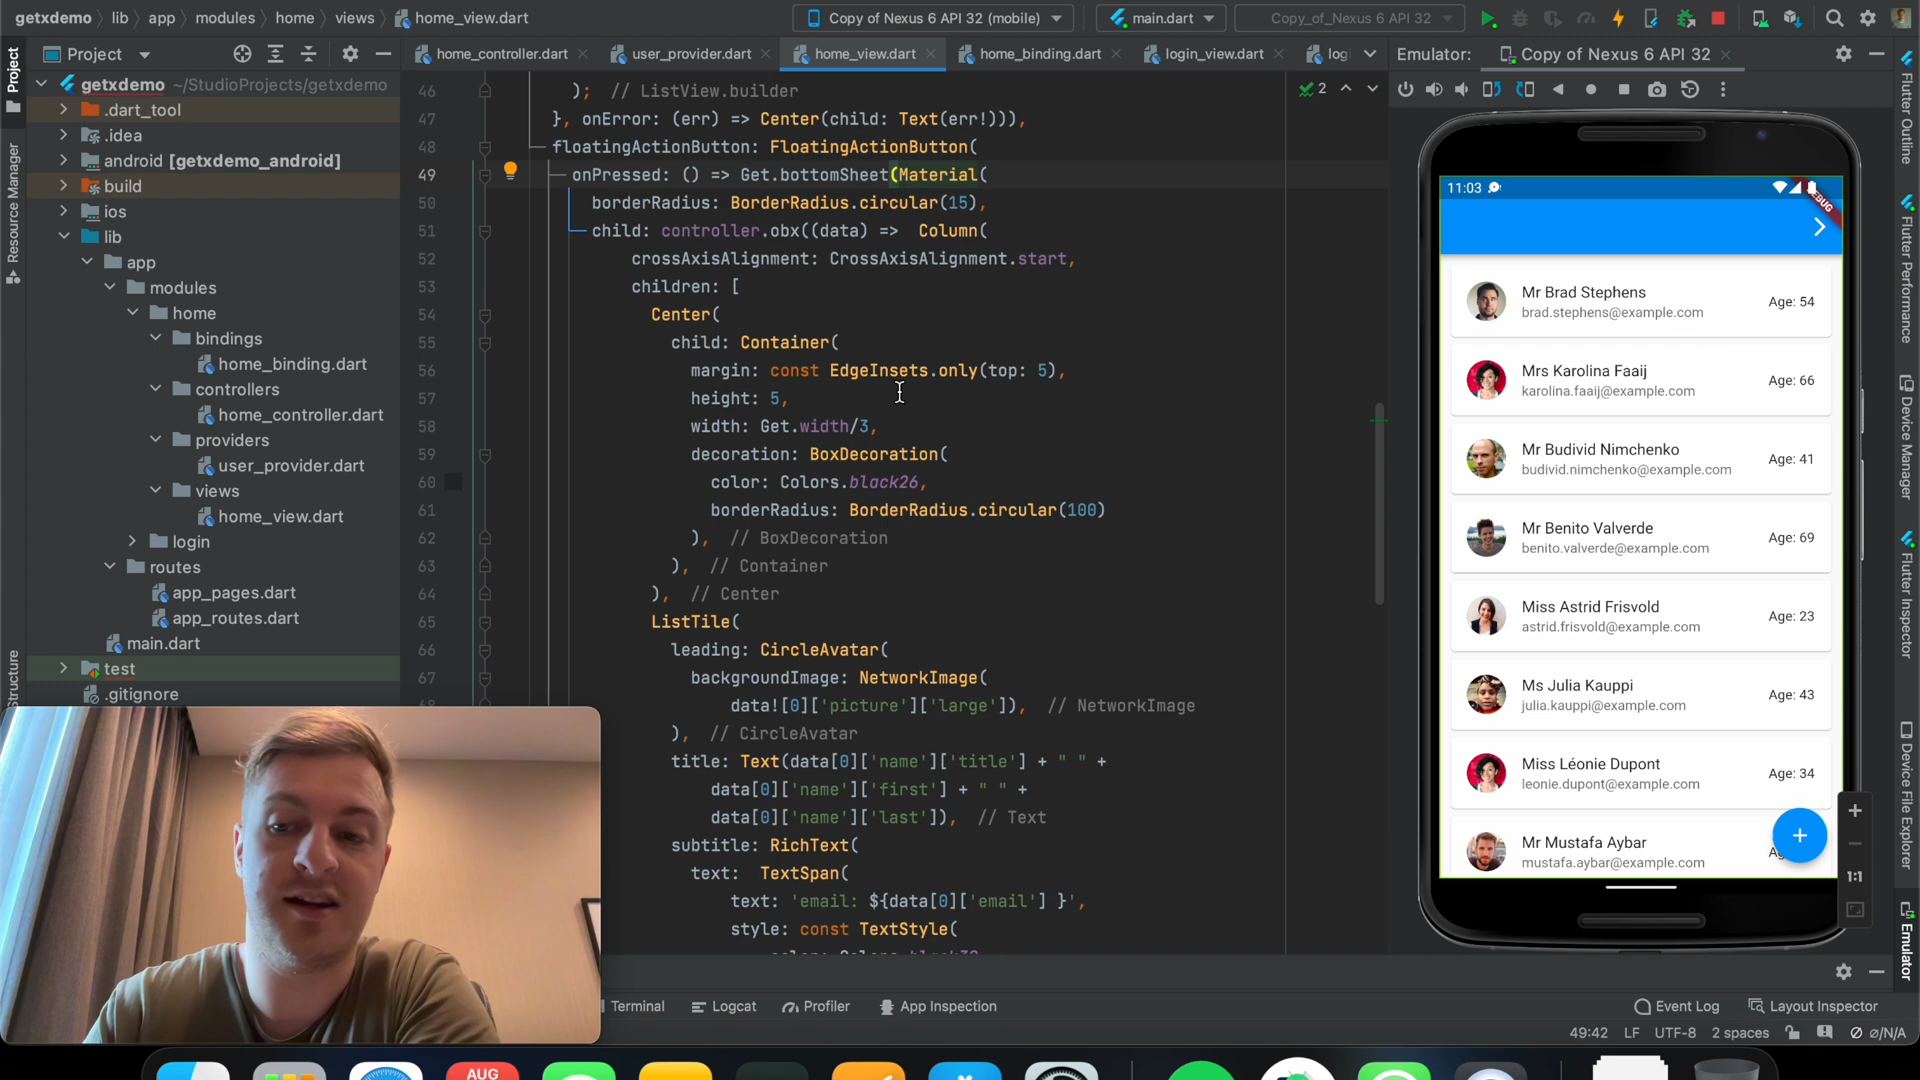 getxdemo lib app modules home views home_view.dart
Copy of Nexus 6 API 32 (mobile)
main.dart
Copy_of_Nexus_6_API 32
Project
home_controller.dart
user_provider.dart
home_view.dart
home_binding.dart
login_view.dart
Emulator:
Copy of Nexus 6 API 32
getxdemo ~/StudioProjects/getxdemo
.dart_tool
.idea
android [getxdemo_android]
build
ios
lib
app
modules
home
bindings
home_binding.dart
controllers
home_controller.dart
providers
user_provider.dart
views
home_view.dart
login
routes
app_pages.dart
app_routes.dart
main.dart
test
.gitignore
Project
Resource Manager
Structure
2
46 ); // ListView.builder
47 }, onError: (err) => Center(child: Text(err!))),
48 floatingActionButton: FloatingActionButton(
49 onPressed: () => Get.bottomSheet(Material(
50 borderRadius: BorderRadius.circular(15),
51 child: controller.obx((data) => Column(
52 crossAxisAlignment: CrossAxisAlignment.start,
53 children: [
54 Center(
55 child: Container(
56 margin: const EdgeInsets.only(top: 5),
57 height: 5,
58 width: Get.width/3,
59 decoration: BoxDecoration(
60 color: Colors.black26,
61 borderRadius: BorderRadius.circular(100)
62 ), // BoxDecoration
63 ), // Container
64 ), // Center
65 ListTile(
66 leading: CircleAvatar(
67 backgroundImage: NetworkImage(
data![0]['picture']['large']), // NetworkImage
), // CircleAvatar
title: Text(data[0]['name']['title'] + " " +
data[0]['name']['first'] + " " +
data[0]['name']['last']), // Text
subtitle: RichText(
text: TextSpan(
text: 'email: ${data[0]['email'] }',
style: const TextStyle(
11:03
DEBUG
Mr Brad Stephens
brad.stephens@example.com
Age: 54
Mrs Karolina Faaij
karolina.faaij@example.com
Age: 66
Mr Budivid Nimchenko
budivid.nimchenko@example.com
Age: 41
Mr Benito Valverde
benito.valverde@example.com
Age: 69
Miss Astrid Frisvold
astrid.frisvold@example.com
Age: 23
Ms Julia Kauppi
julia.kauppi@example.com
Age: 43
Miss Léonie Dupont
leonie.dupont@example.com
Age: 34
Mr Mustafa Aybar
mustafa.aybar@example.com
+
1:1
Flutter Outline
Flutter Performance
Device Manager
Flutter Inspector
Device File Explorer
Emulator
Terminal
Logcat
Profiler
App Inspection
Event Log
Layout Inspector
49:42 LF UTF-8 2 spaces
AUG